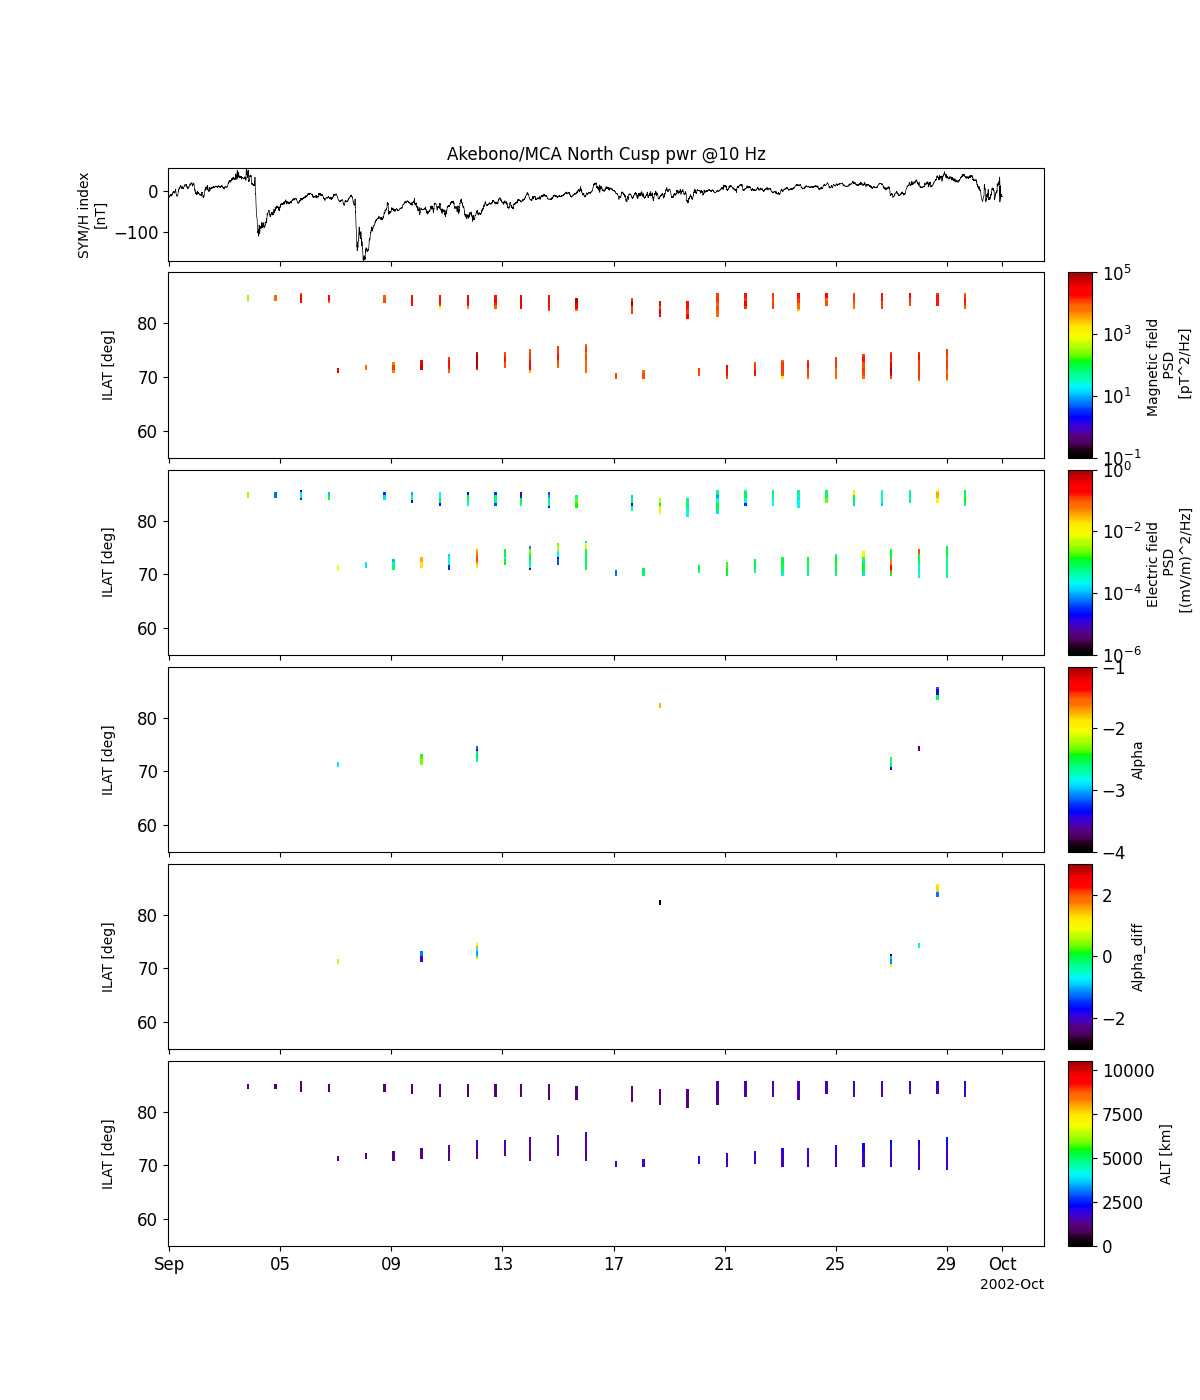 Akebono/MCA North Cusp pwr @10 Hz
SYM/H index
[nT]
0
−100
ILAT [deg]
80
70
60
10^5
10^3
10^1
10^-1
Magnetic field
PSD
[pT^2/Hz]
ILAT [deg]
80
70
60
10^0
10^-2
10^-4
10^-6
Electric field
PSD
[(mV/m)^2/Hz]
ILAT [deg]
80
70
60
−1
−2
−3
−4
Alpha
ILAT [deg]
80
70
60
2
0
−2
Alpha_diff
ILAT [deg]
80
70
60
10000
7500
5000
2500
0
ALT [km]
Sep 05 09 13 17 21 25 29 Oct
2002-Oct